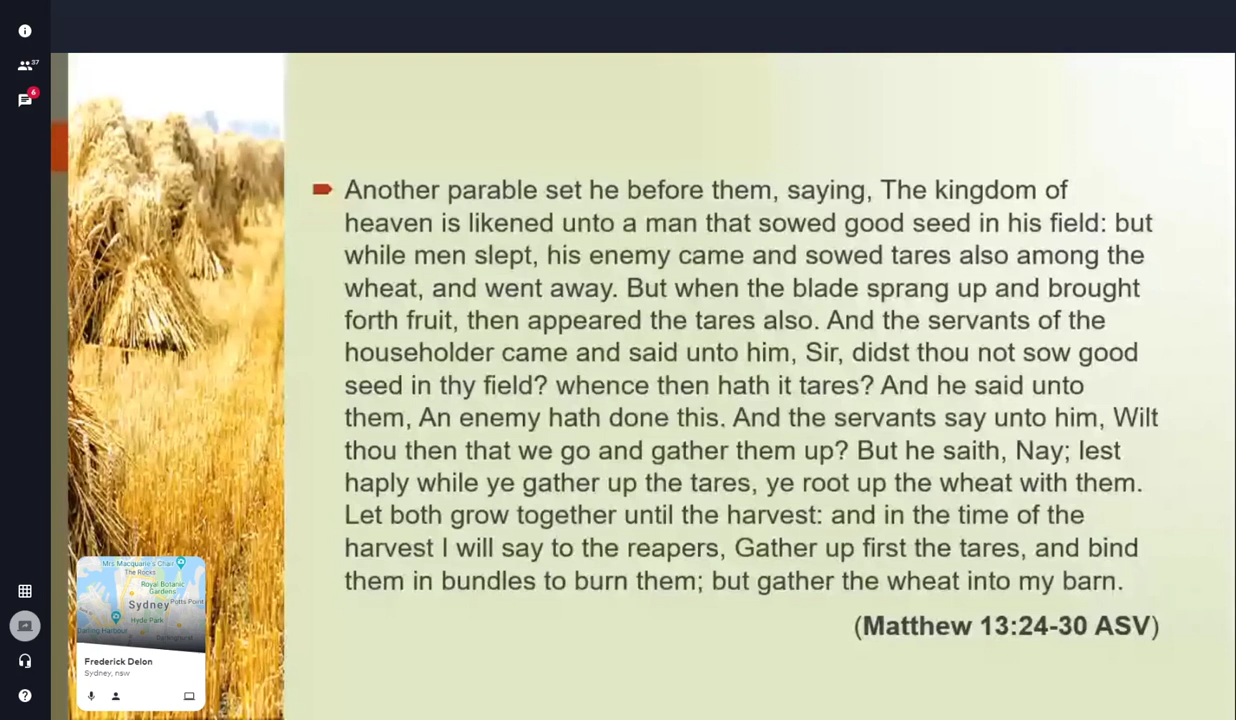 37
6
Another parable set he before them, saying, The kingdom of
heaven is likened unto a man that sowed good seed in his field: but
while men slept, his enemy came and sowed tares also among the
wheat, and went away. But when the blade sprang up and brought
forth fruit, then appeared the tares also. And the servants of the
householder came and said unto him, Sir, didst thou not sow good
seed in thy field? whence then hath it tares? And he said unto
them, An enemy hath done this. And the servants say unto him, Wilt
thou then that we go and gather them up? But he saith, Nay; lest
haply while ye gather up the tares, ye root up the wheat with them.
Let both grow together until the harvest: and in the time of the
harvest I will say to the reapers, Gather up first the tares, and bind
them in bundles to burn them; but gather the wheat into my barn.
(Matthew 13:24-30 ASV)
Mrs Macquarie's Chair
The Rocks
Royal Botanic
Gardens
Potts Point
Sydney
Hyde Park
Darling Harbour
Darlinghurst
Frederick Delon
Sydney, nsw